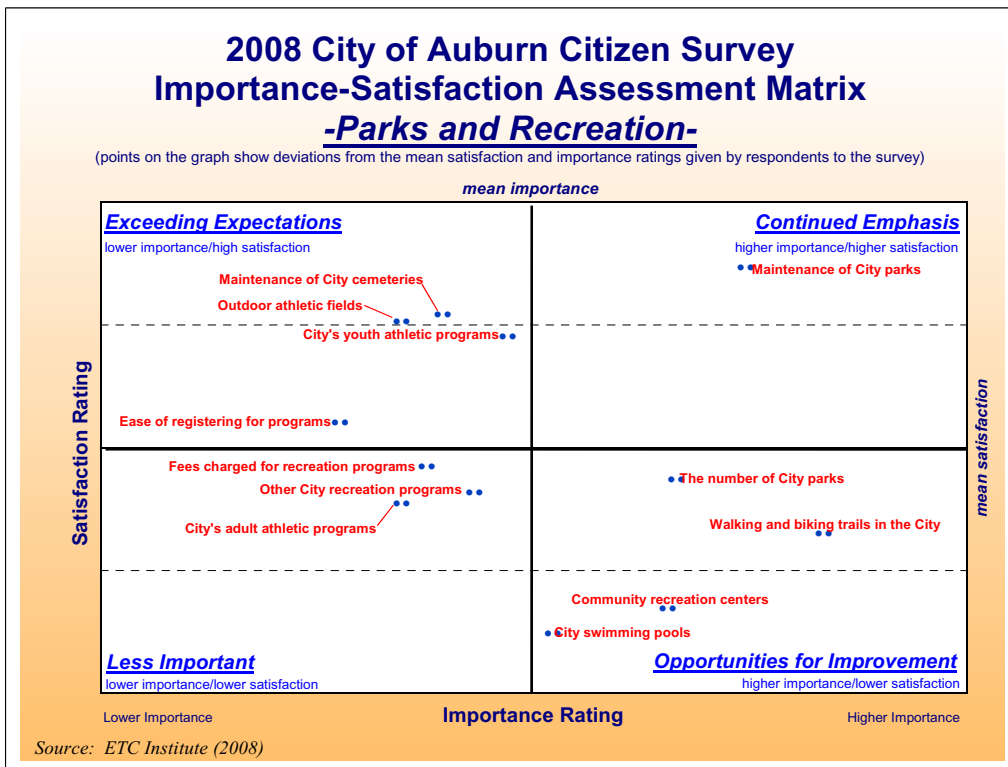 2008 City of Auburn Citizen Survey
Importance-Satisfaction Assessment Matrix
-Parks and Recreation-
(points on the graph show deviations from the mean satisfaction and importance ratings given by respondents to the survey)
mean importance
Exceeding Expectations
lower importance/high satisfaction
Continued Emphasis
higher importance/higher satisfaction
Maintenance of City parks
Maintenance of City cemeteries
Outdoor athletic fields
City's youth athletic programs
Ease of registering for programs
Satisfaction Rating
mean satisfaction
Fees charged for recreation programs
The number of City parks
Other City recreation programs
City's adult athletic programs
Walking and biking trails in the City
Community recreation centers
City swimming pools
Less Important
lower importance/lower satisfaction
Opportunities for Improvement
higher importance/lower satisfaction
Lower Importance
Importance Rating
Higher Importance
Source: ETC Institute (2008)